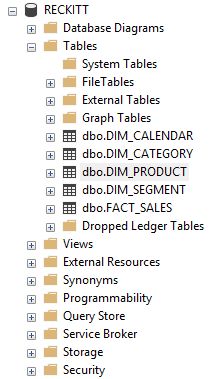 RECKITT
Database Diagrams
Tables
System Tables
FileTables
External Tables
Graph Tables
dbo.DIM_CALENDAR
dbo.DIM_CATEGORY
dbo.DIM_PRODUCT
dbo.DIM_SEGMENT
dbo.FACT_SALES
Dropped Ledger Tables
Views
External Resources
Synonyms
Programmability
Query Store
Service Broker
Storage
Security